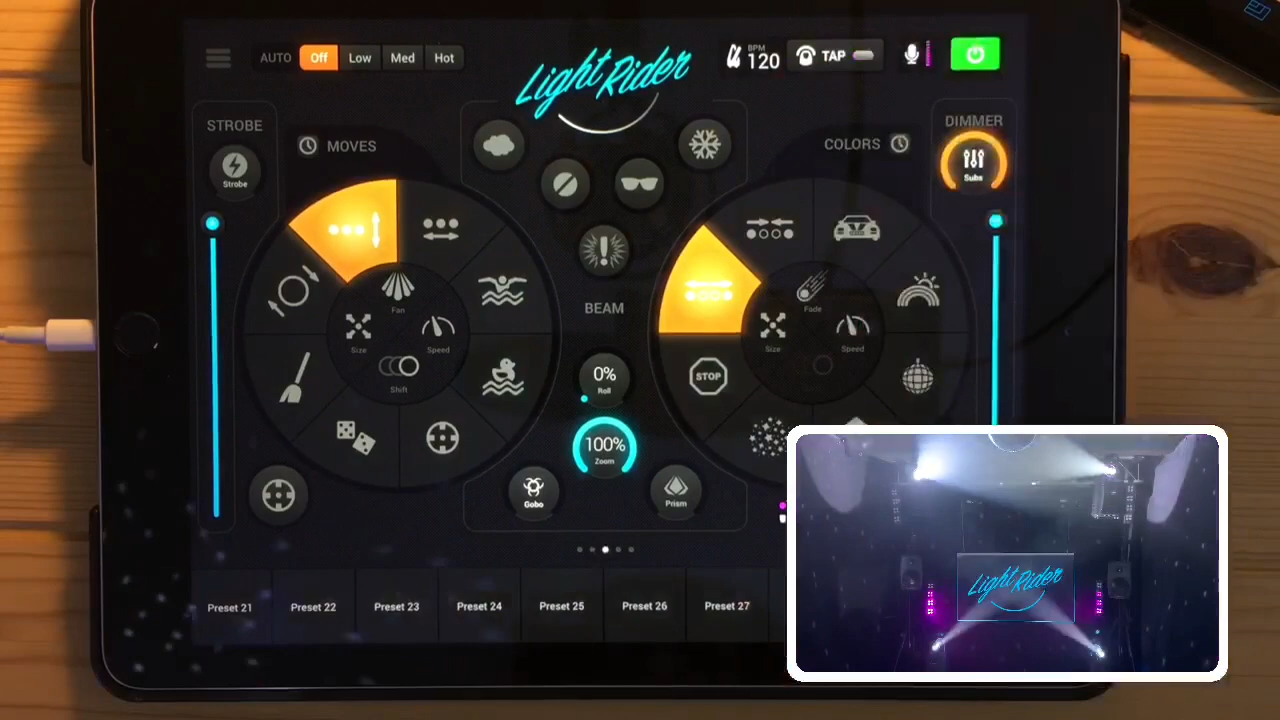 AUTO Off Low Med Hot
Light Rider
BPM
120
TAP
STROBE
Strobe
MOVES
COLORS
DIMMER
Subs
Fan
Size
Speed
Shift
BEAM
0%
Roll
100%
Zoom
Gobo
Prism
Fade
Size
Speed
STOP
Preset 21
Preset 22
Preset 23
Preset 24
Preset 25
Preset 26
Preset 27
Light Rider